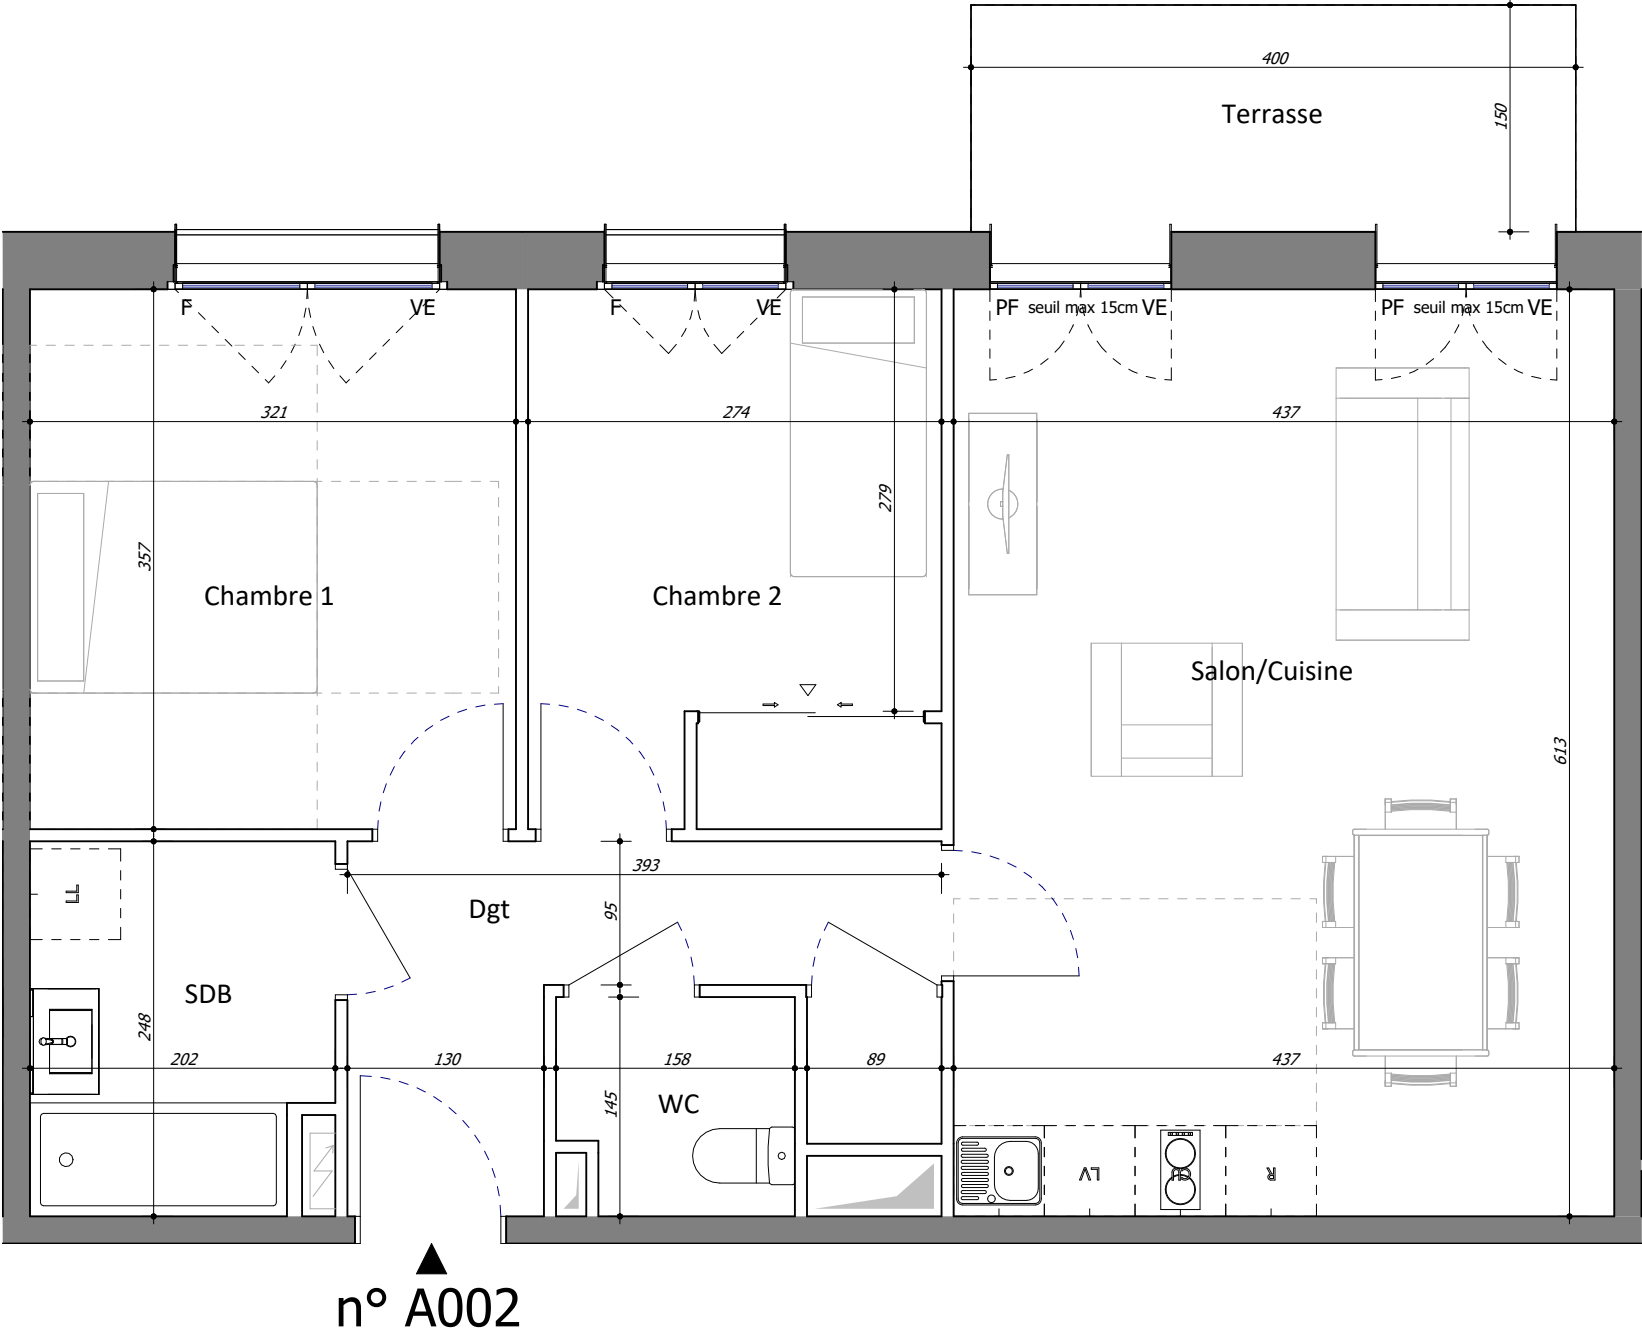 400
150
Terrasse
F VE
F VE
PF seuil max 15cm VE
PF seuil max 15cm VE
321
274
437
279
357
Chambre 1
Chambre 2
Salon/Cuisine
613
393
LL
Dgt
95
SDB
248
202
130
158
89
437
145
WC
LV
CU
R
n° A002